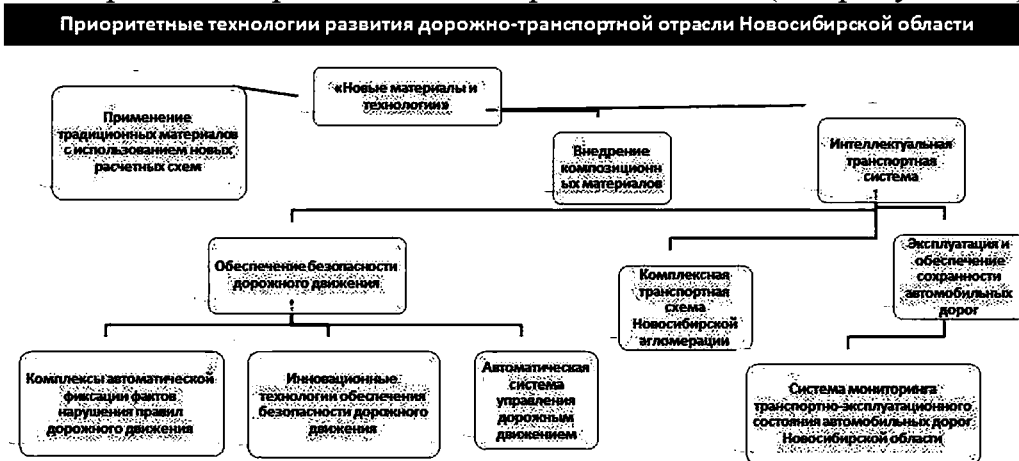 Приоритетные технологии развития дорожно-транспортной отрасли Новосибирской области
«Новые материалы и
технологии»
Применение
традиционных материалов
с использованием новых
расчетных схем
Внедрение
композиционн
ых материалов
Интеллектуальная
транспортная
система
Обеспечение безопасности
дорожного движения
Комплексная
транспортная
схема
Новосибирской
агломерации
Эксплуатация и
обеспечение
сохранности
автомобильных
дорог
Комплексы автоматической
фиксации фактов
нарушения правил
дорожного движения
Инновационные
технологии обеспечения
безопасности дорожного
движения
Автоматическая
система
управления
дорожным
движением
Система мониторинга
транспортно-эксплуатационного
состояния автомобильных дорог
Новосибирской области